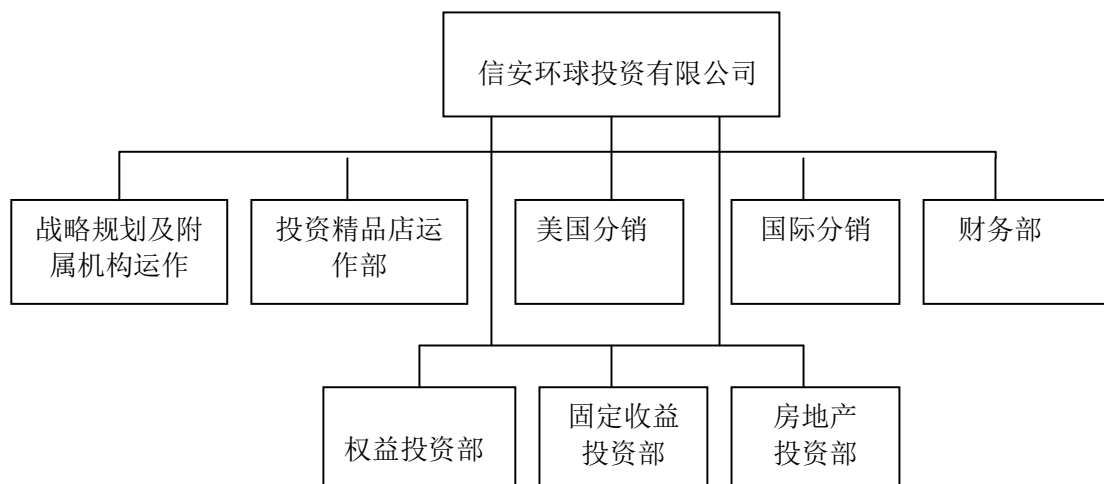 信安环球投资有限公司
战略规划及附
属机构运作
投资精品店运
作部
美国分销
国际分销
财务部
权益投资部
固定收益
投资部
房地产
投资部